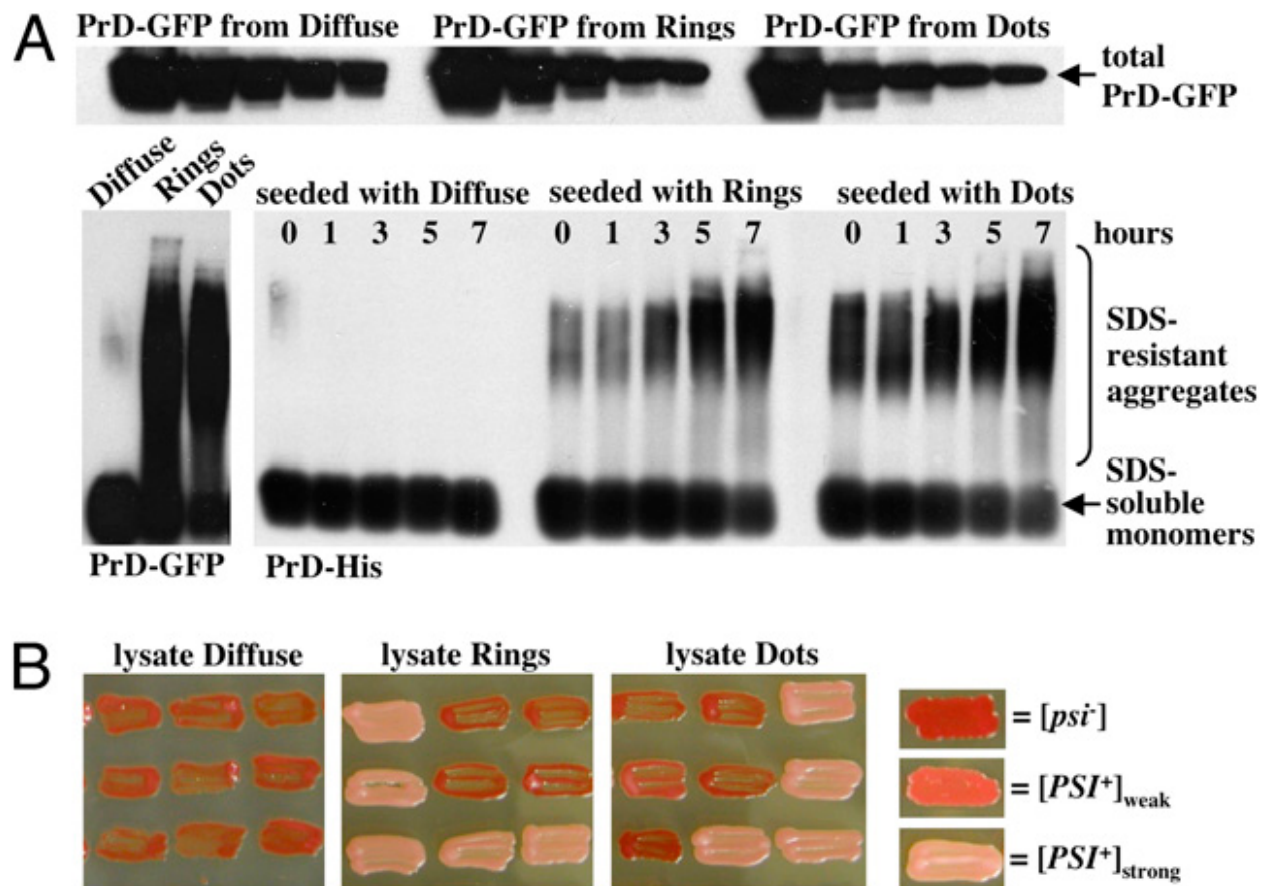 A
PrD-GFP from Diffuse PrD-GFP from Rings PrD-GFP from Dots
total
PrD-GFP
Diffuse
Rings
Dots
seeded with Diffuse seeded with Rings seeded with Dots
0 1 3 5 7 0 1 3 5 7 0 1 3 5 7 hours
SDS-
resistant
aggregates
SDS-
soluble
monomers
PrD-GFP PrD-His
B
lysate Diffuse lysate Rings lysate Dots
= [psi-]
= [PSI+]weak
= [PSI+]strong